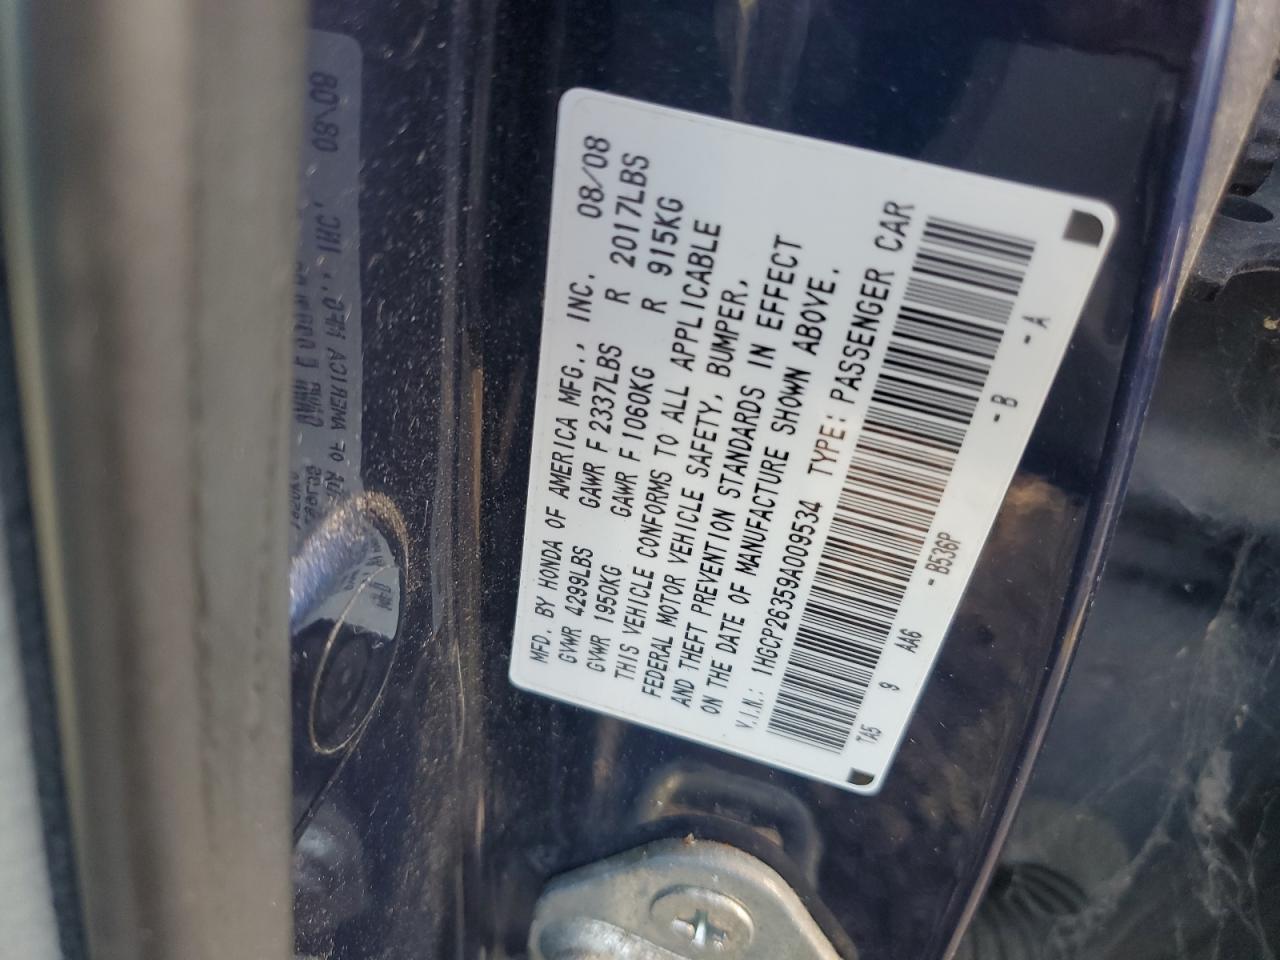 MFD. BY HONDA OF AMERICA MFG., INC. 08/08
GVWR 4299LBS GAWR F 2337LBS R 2017LBS
GVWR 1950KG GAWR F 1060KG R 915KG
THIS VEHICLE CONFORMS TO ALL APPLICABLE
FEDERAL MOTOR VEHICLE SAFETY, BUMPER,
AND THEFT PREVENTION STANDARDS IN EFFECT
ON THE DATE OF MANUFACTURE SHOWN ABOVE.
V.I.N.: 1HGCP26359A009534 TYPE: PASSENGER CAR
TA5 9 AA6 - B536P - B - A